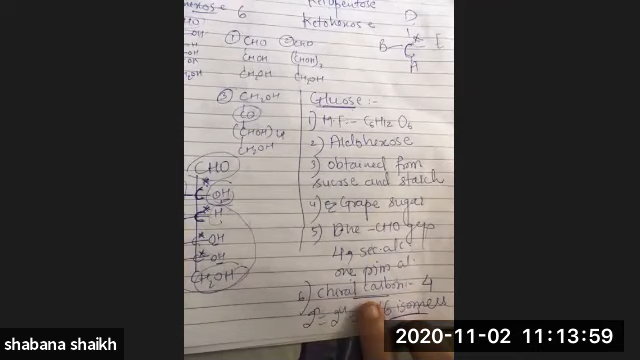 hexose 6
Ketopentose
Ketohexose
D
B-C
H
① CHO
CHOH
CH2OH
② CHO
(CHOH)2
CH2OH
③ CH2OH
CO
(CHOH)4
CH2OH
CHO
OH
H
OH
OH
CH2OH
Glucose :-
1) M.F. - C6H12O6
2) Aldohexose
3) obtained from
sucrose and starch
4) Grape sugar
5) One -CHO grp
4, sec-alc.
one prim al.
6) Chiral carbon:- 4
16 isomers
shabana shaikh
2020-11-02 11:13:59